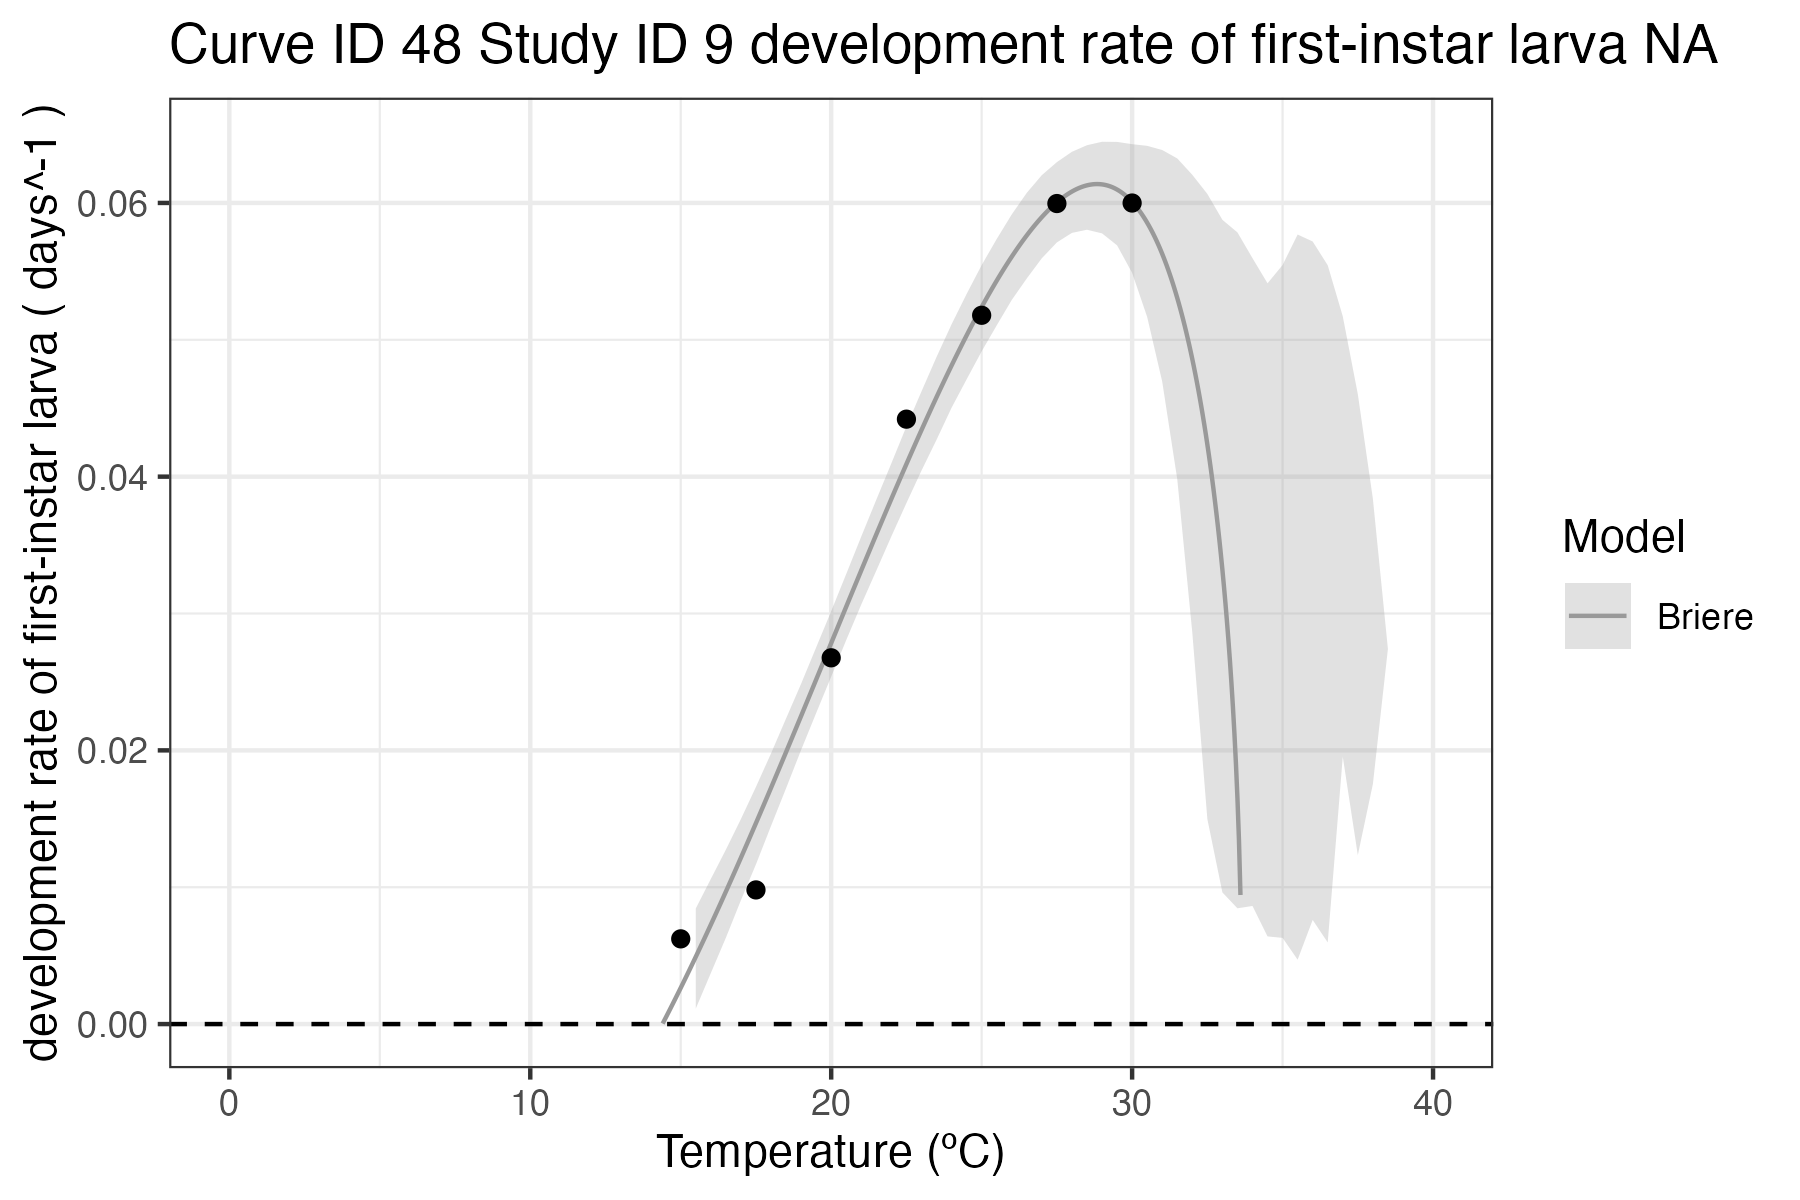 Curve ID 48 Study ID 9 development rate of first-instar larva NA
development rate of first-instar larva ( days^-1 )
0.06
0.04
0.02
0.00
0 10 20 30 40
Temperature (ºC)
Model
Briere